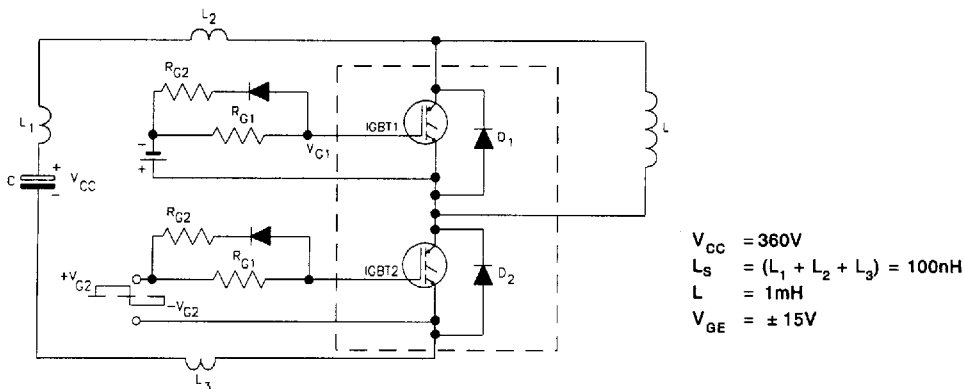 L2
RG2
RG1
IGBT1
D1
L
L1
VG1
− +
+
C VCC
−
RG2
RG1
IGBT2
D2
+VG2
−VG2
L3
VCC = 360V
LS = (L1 + L2 + L3) = 100nH
L = 1mH
VGE = ± 15V